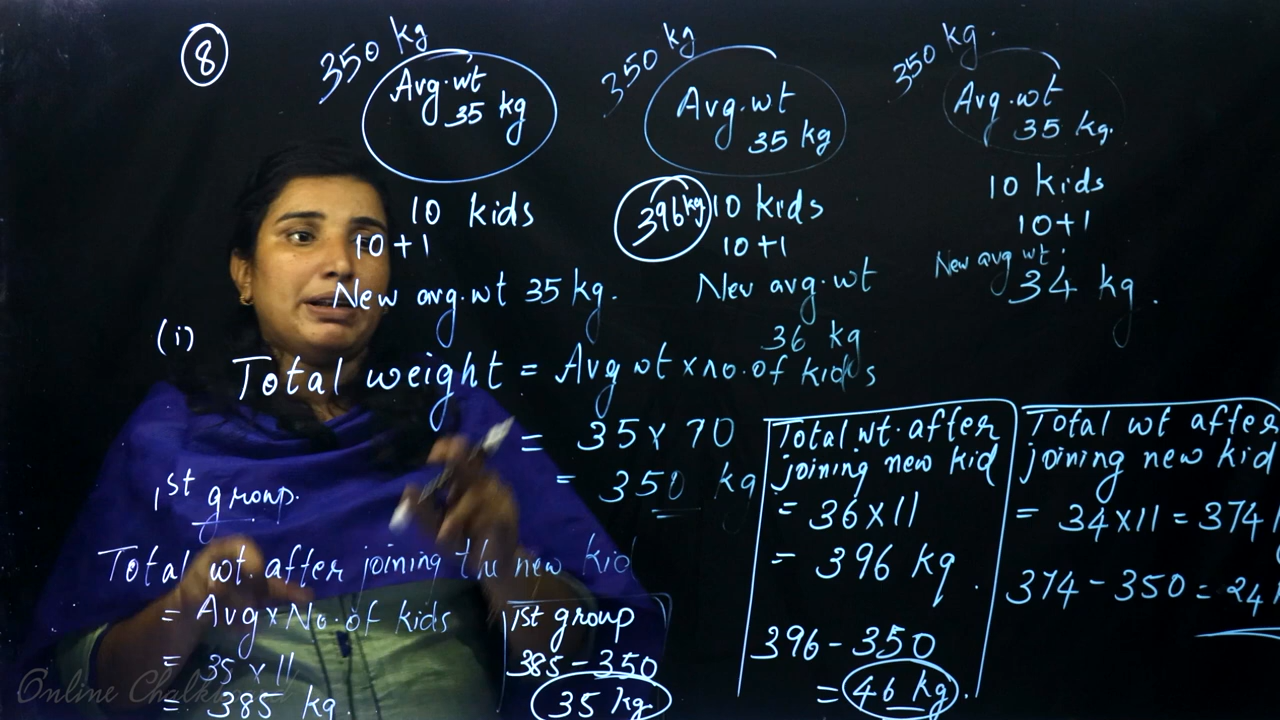 8
350 kg
Avg. wt
35 kg
10 kids
10+1
New avg. wt 35 kg.
350 kg
Avg. wt
35 kg
396 kg
10 kids
10+1
New avg. wt
36 kg
350 kg.
Avg. wt
35 kg.
10 kids
10+1
New avg wt.
34 kg.
(i)
Total weight = Avg wt × no. of kids
= 35 × 70
= 350 kg
1st group.
Total wt. after joining the new kid
= Avg × No. of kids
= 35 × 11
= 385 kg.
1st group
385 - 350
35 kg
Total wt. after
joining new kid
= 36 × 11
= 396 kg.
396 - 350
= 46 kg.
Total wt after
joining new kid
= 34 × 11 = 374
374 - 350 = 24
Online